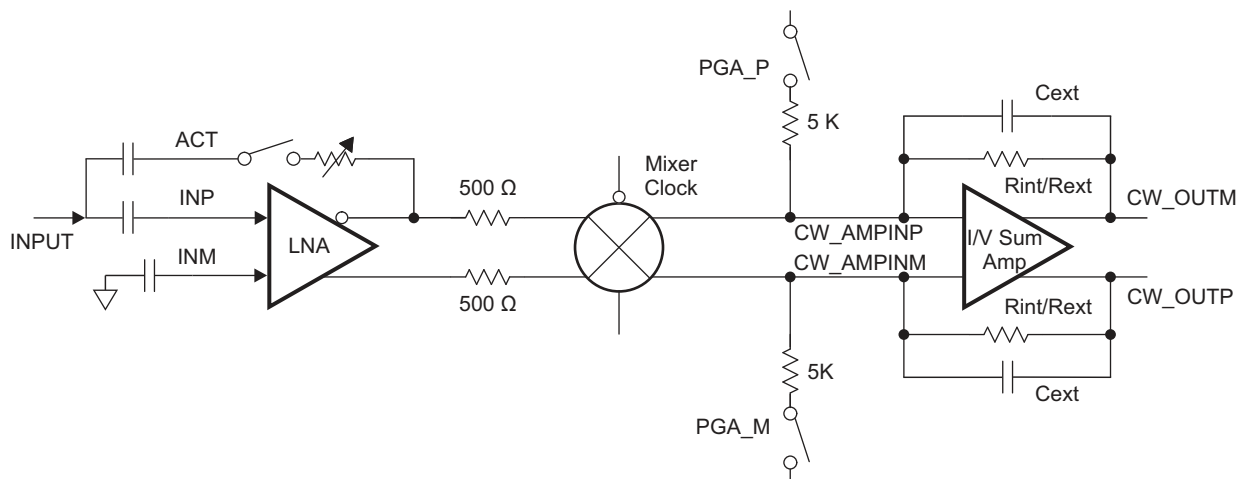 PGA_P
5 K
Cext
ACT
Mixer
Clock
500 Ω
Rint/Rext
INP
CW_OUTM
INPUT
LNA
CW_AMPINP
I/V Sum
Amp
INM
CW_AMPINM
500 Ω
CW_OUTP
Rint/Rext
5K
Cext
PGA_M